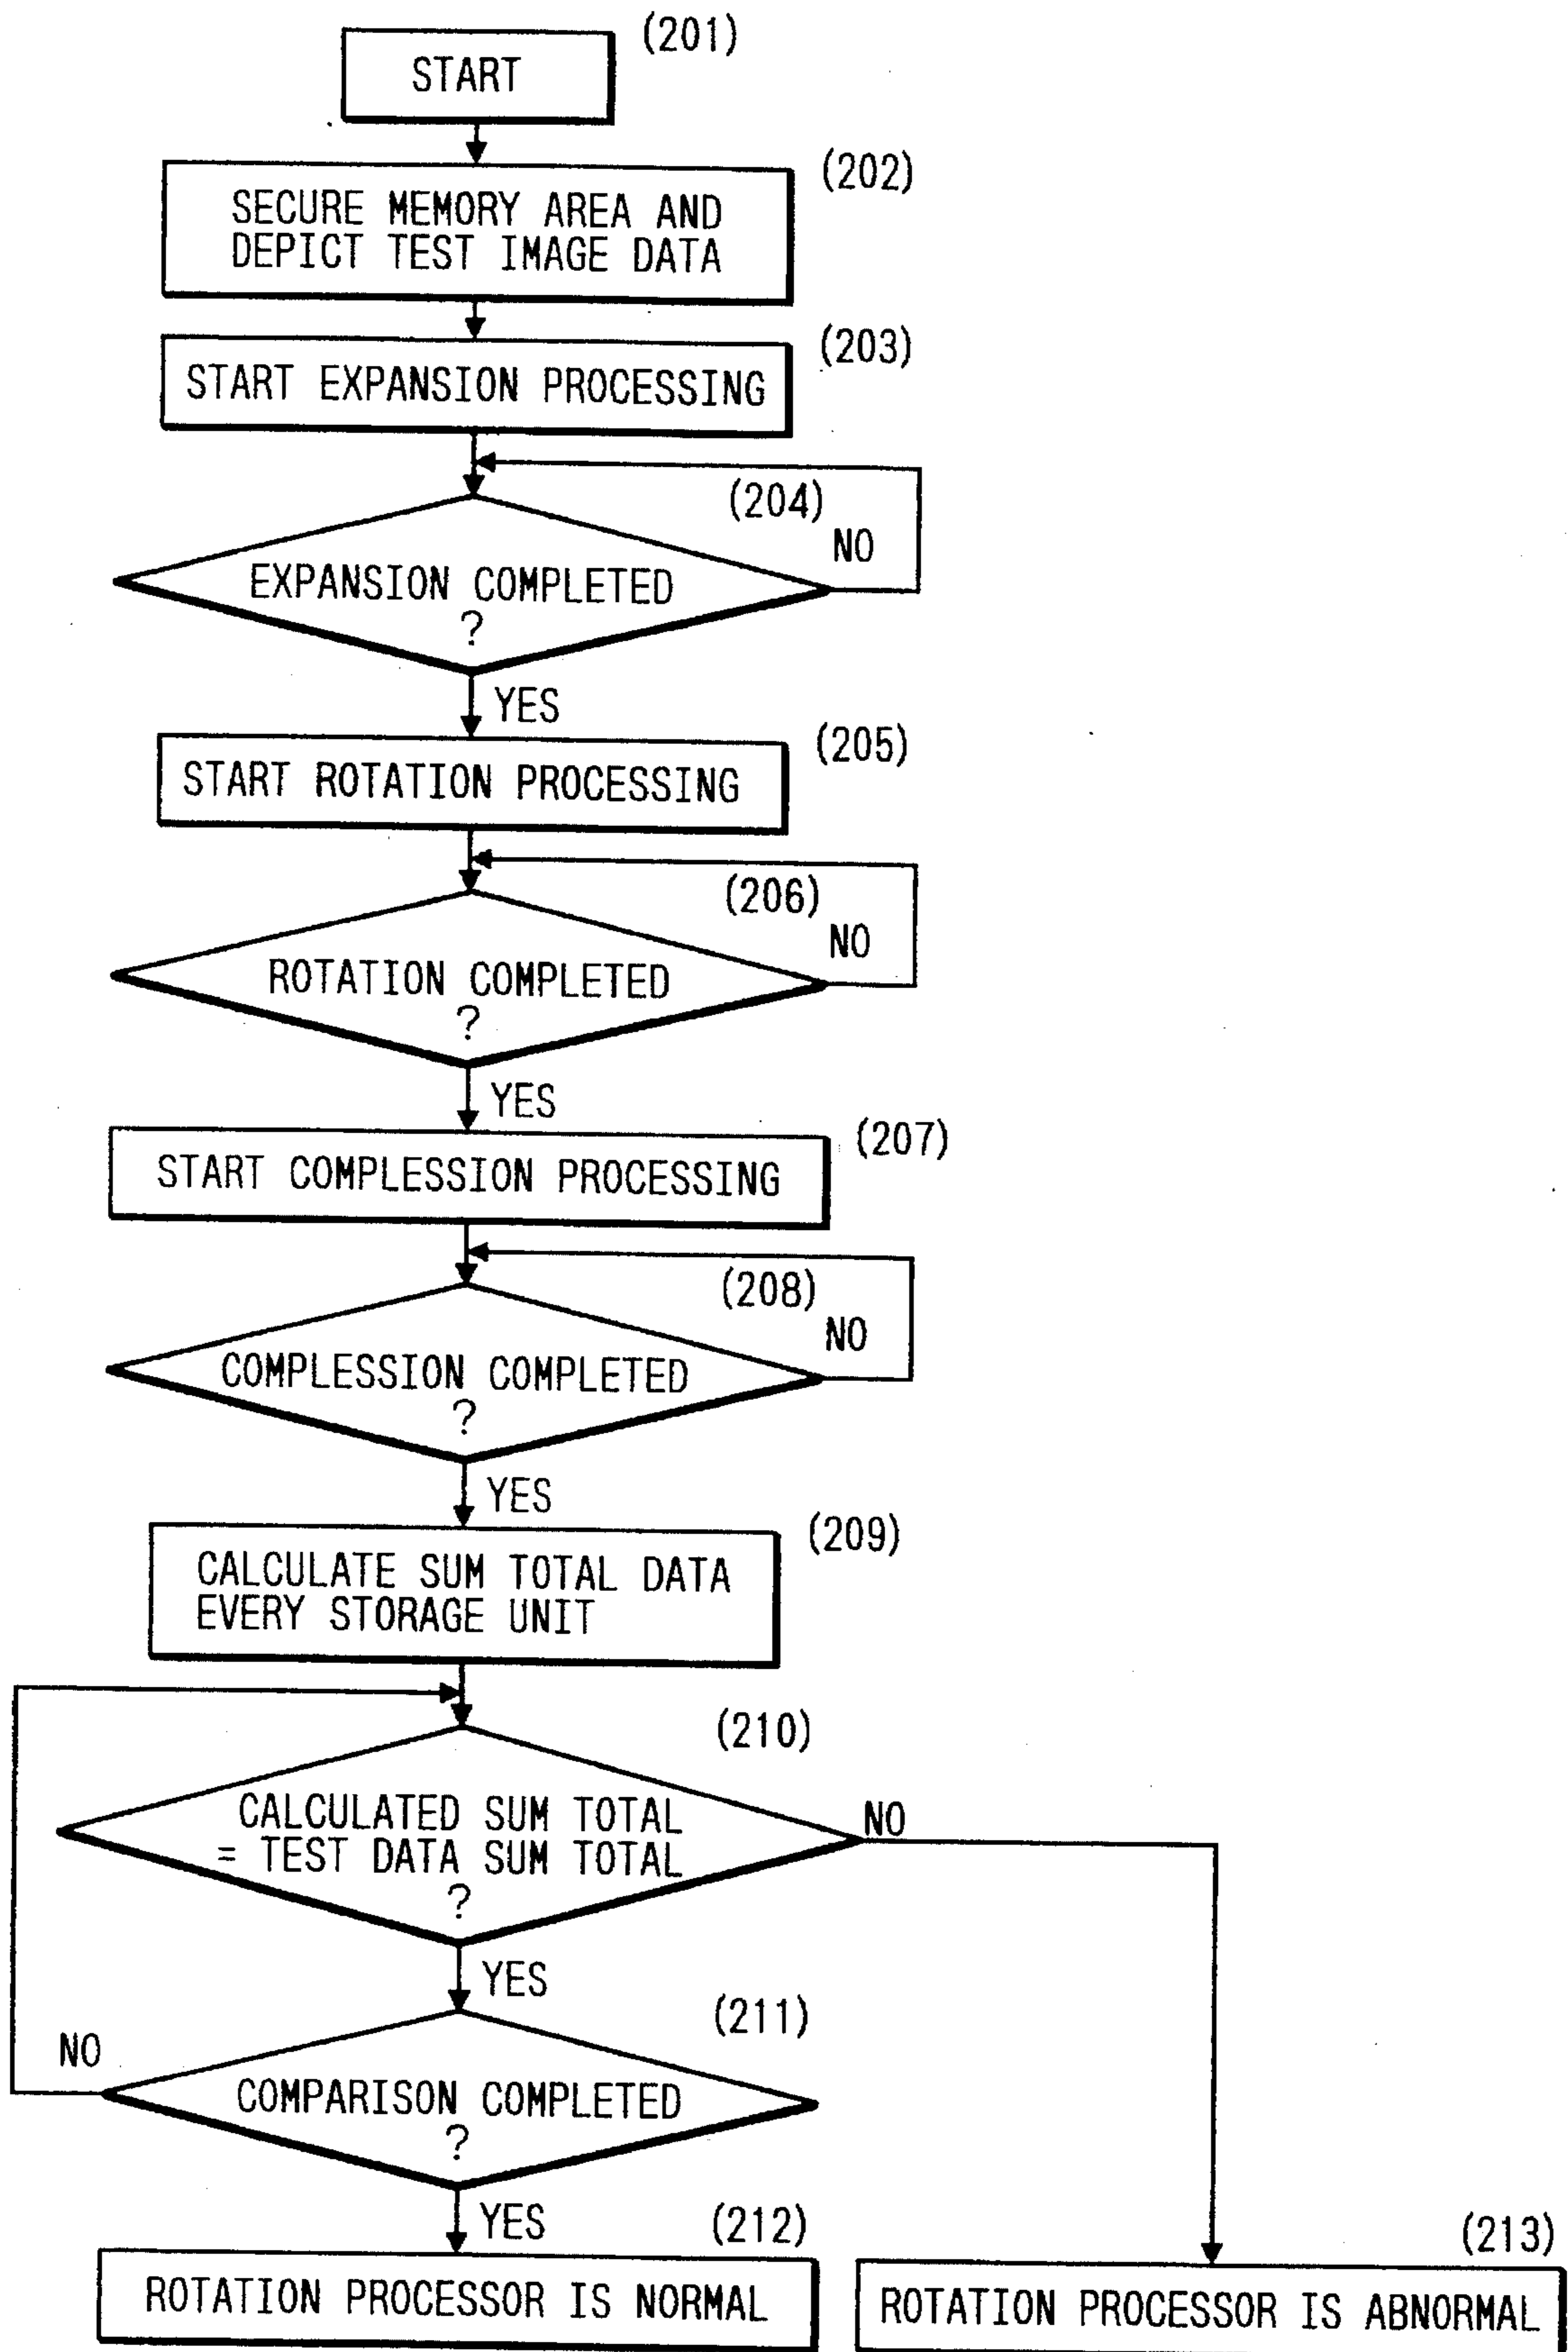 (201)
START
(202)
SECURE MEMORY AREA AND
DEPICT TEST IMAGE DATA
(203)
START EXPANSION PROCESSING
(204)
NO
EXPANSION COMPLETED
?
YES
(205)
START ROTATION PROCESSING
(206)
NO
ROTATION COMPLETED
?
YES
(207)
START COMPLESSION PROCESSING
(208)
NO
COMPLESSION COMPLETED
?
YES
(209)
CALCULATE SUM TOTAL DATA
EVERY STORAGE UNIT
(210)
CALCULATED SUM TOTAL
= TEST DATA SUM TOTAL
?
NO
YES
(211)
NO
COMPARISON COMPLETED
?
YES
(212)
ROTATION PROCESSOR IS NORMAL
(213)
ROTATION PROCESSOR IS ABNORMAL